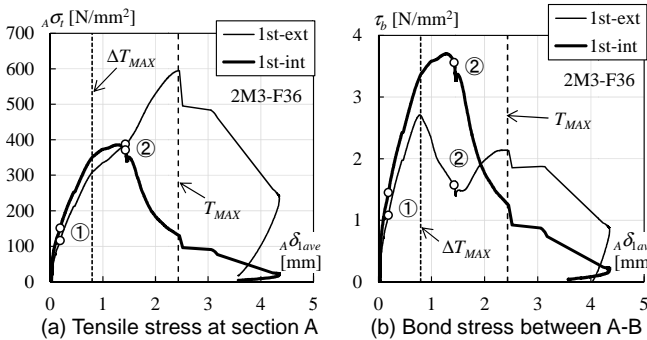 Aσt [N/mm²]
1st-ext
1st-int
700
600
500
400
300
200
100
0
ΔTMAX
2M3-F36
②
①
TMAX
Aδ1ave
[mm]
0 1 2 3 4 5
(a) Tensile stress at section A
τb [N/mm²]
1st-ext
1st-int
4
3
2
1
0
2M3-F36
②
TMAX
②
①
ΔTMAX
Aδ1ave
[mm]
0 1 2 3 4 5
(b) Bond stress between A-B